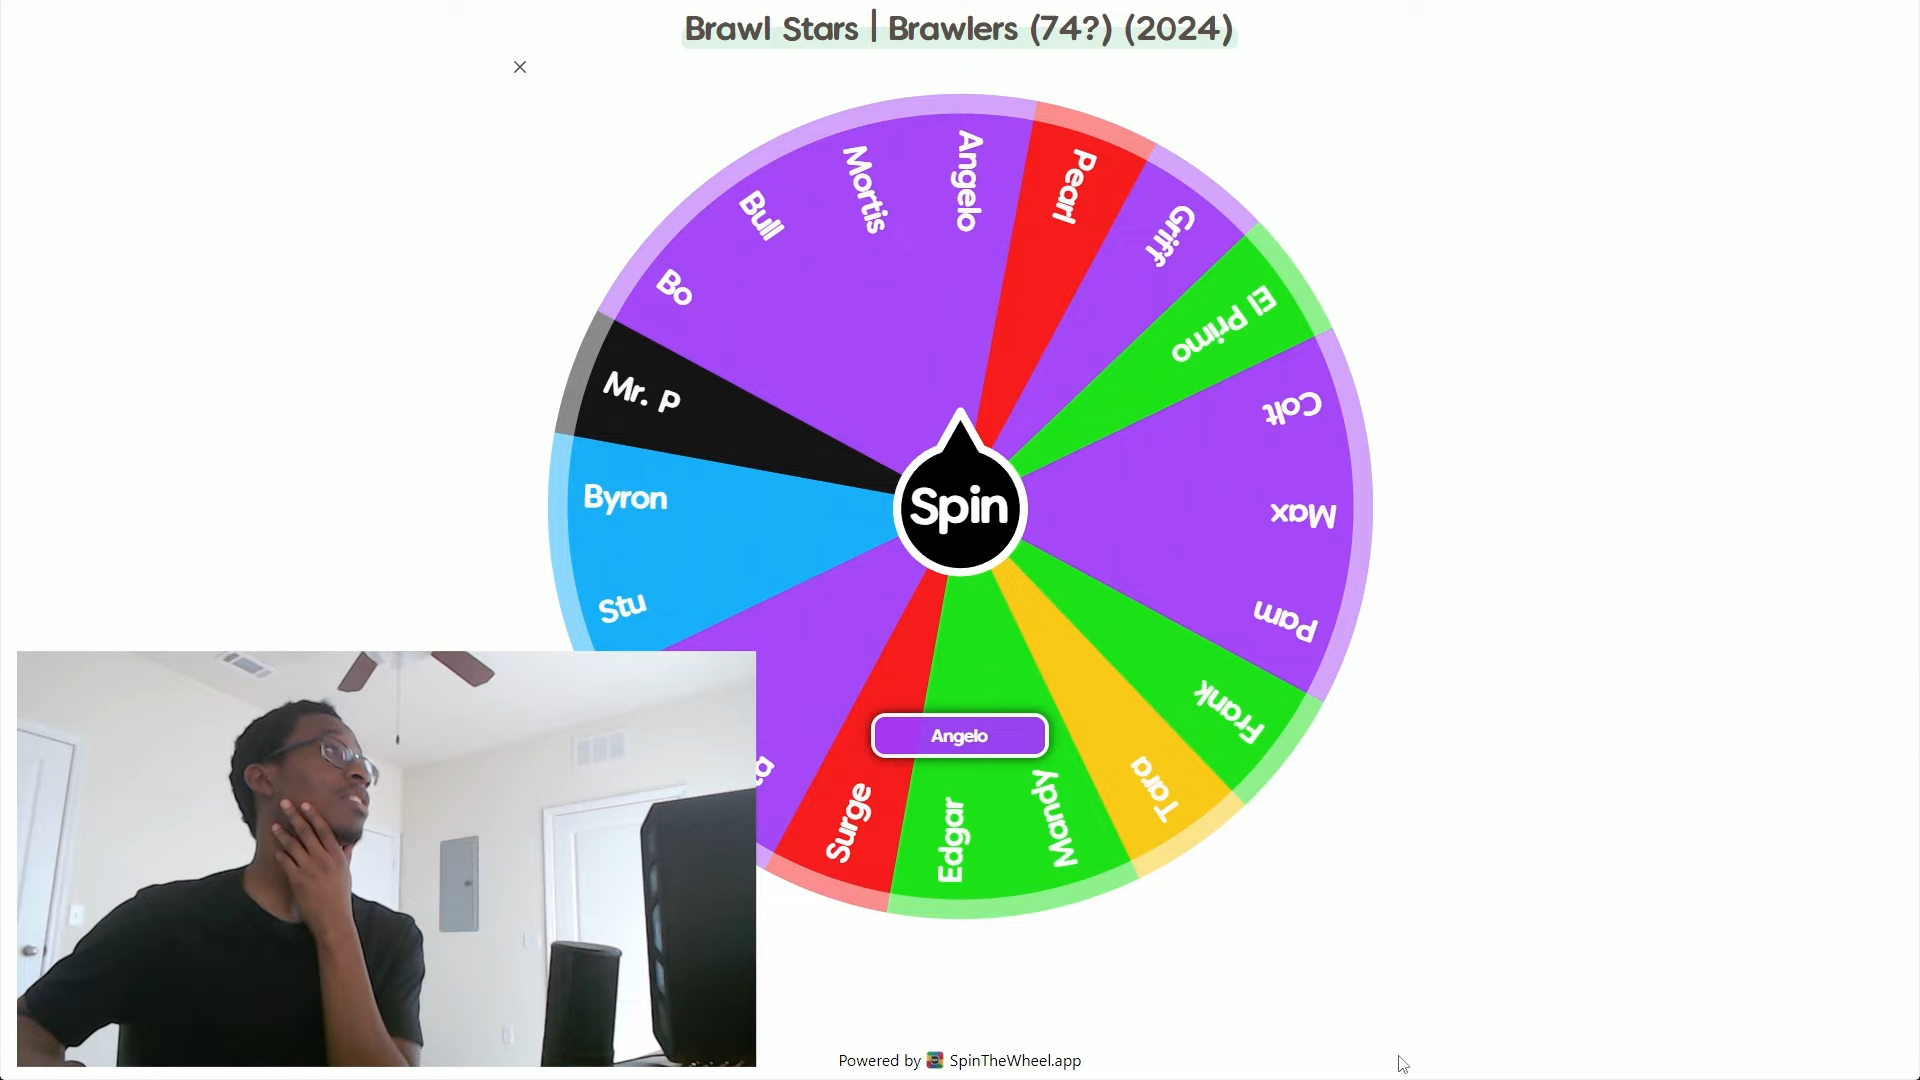 Brawl Stars | Brawlers (74?) (2024)
Angelo
Pearl
Griff
El Primo
Colt
Max
Pam
Frank
Tara
Mandy
Edgar
Surge
Stu
Byron
Mr. P
Bo
Bull
Mortis
Spin
Angelo
Powered by SpinTheWheel.app